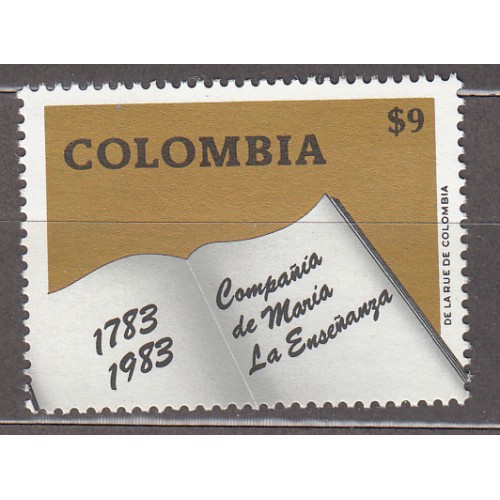 COLOMBIA
$9
1783
1983
Compañía
de María
La Enseñanza
DE LA RUE DE COLOMBIA